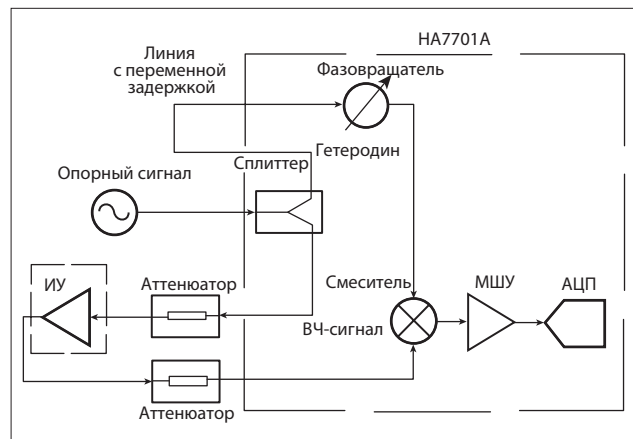 НА7701А
Линия
с переменной
задержкой
Фазовращатель
Гетеродин
Сплиттер
Опорный сигнал
ИУ
Аттенюатор
Смеситель
МШУ
АЦП
ВЧ-сигнал
Аттенюатор